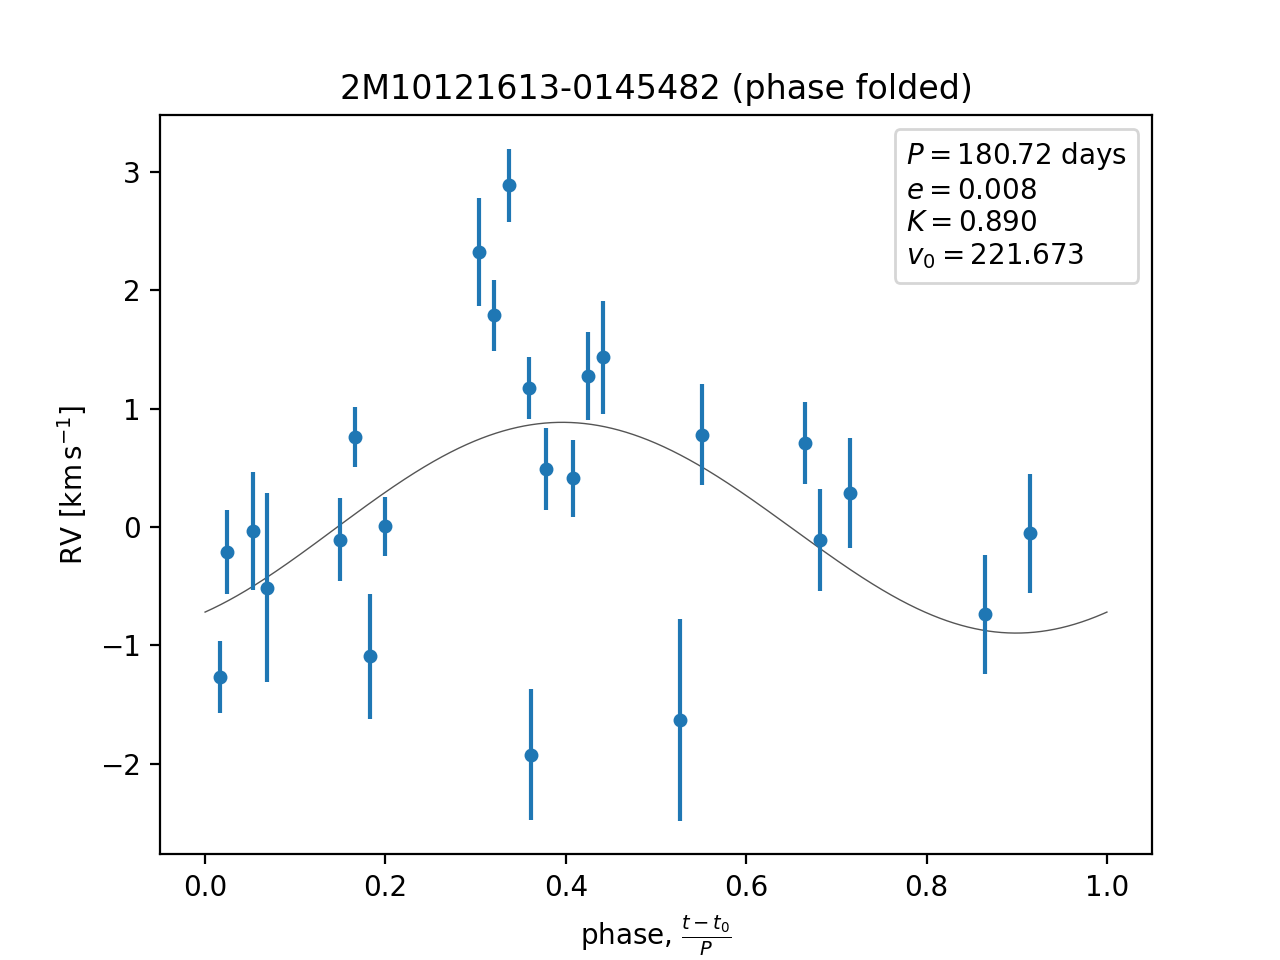 2M10121613-0145482 (phase folded)
P = 180.72 days
e = 0.008
K = 0.890
v₀ = 221.673
3
2
1
0
−1
−2
RV [km s⁻¹]
0.0 0.2 0.4 0.6 0.8 1.0
phase, (t − t₀)/P